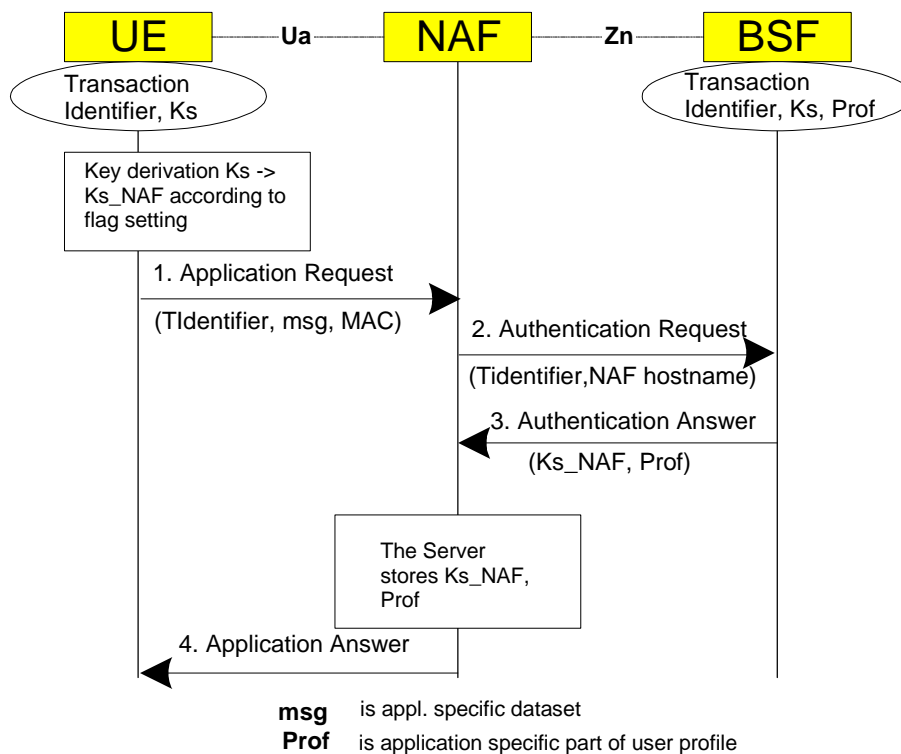 UE
Ua
NAF
Zn
BSF
Transaction
Identifier, Ks
Transaction
Identifier, Ks, Prof
Key derivation Ks ->
Ks_NAF according to
flag setting
1. Application Request
(TIdentifier, msg, MAC)
2. Authentication Request
(Tidentifier,NAF hostname)
3. Authentication Answer
(Ks_NAF, Prof)
The Server
stores Ks_NAF,
Prof
4. Application Answer
msg is appl. specific dataset
Prof is application specific part of user profile